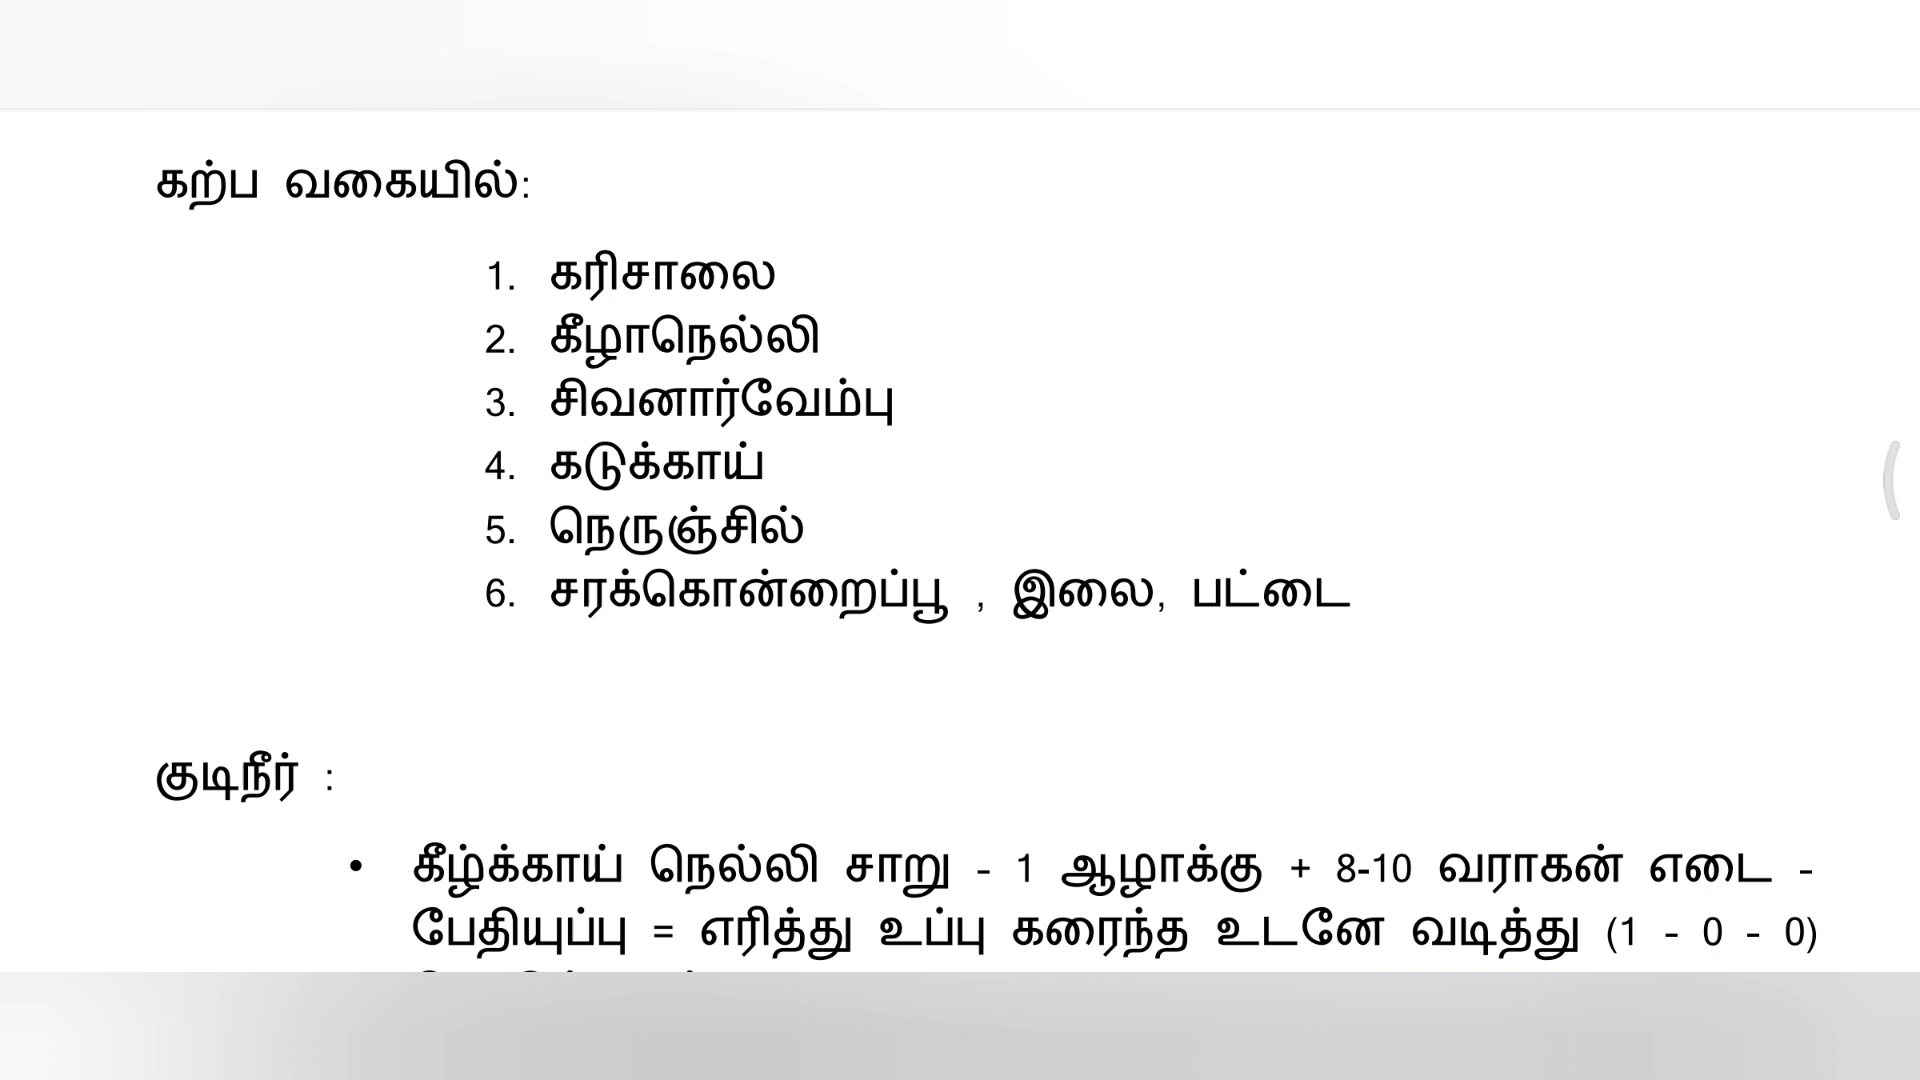 கற்ப வகையில்:
1. கரிசாலை
2. கீழாநெல்லி
3. சிவனார்வேம்பு
4. கடுக்காய்
5. நெருஞ்சில்
6. சரக்கொன்றைப்பூ , இலை, பட்டை
குடிநீர் :
• கீழ்க்காய் நெல்லி சாறு - 1 ஆழாக்கு + 8-10 வராகன் எடை -
பேதியுப்பு = எரித்து உப்பு கரைந்த உடனே வடித்து (1 - 0 - 0)